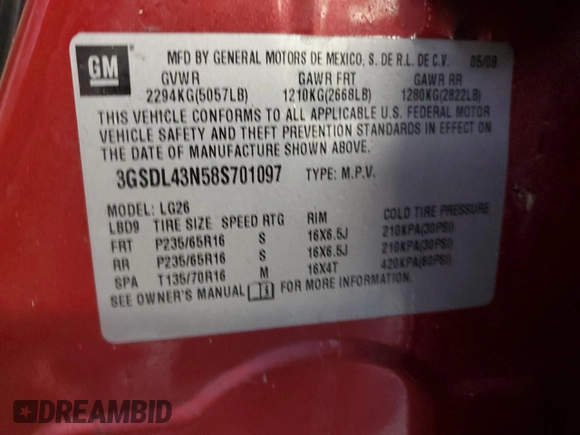 GM
MFD BY GENERAL MOTORS DE MEXICO, S. DE R.L. DE C.V. 05/08
GVWR GAWR FRT GAWR RR
2294KG(5057LB) 1210KG(2668LB) 1280KG(2822LB)
THIS VEHICLE CONFORMS TO ALL APPLICABLE U.S. FEDERAL MOTOR
VEHICLE SAFETY AND THEFT PREVENTION STANDARDS IN EFFECT ON
THE DATE OF MANUFACTURE SHOWN ABOVE.
3GSDL43N58S701097 TYPE: M.P.V.
MODEL: LG26
LBD9 TIRE SIZE SPEED RTG RIM COLD TIRE PRESSURE
FRT P235/65R16 S 16X6.5J 210KPA(30PSI)
RR P235/65R16 S 16X6.5J 210KPA(30PSI)
SPA T135/70R16 M 16X4T 420KPA(60PSI)
SEE OWNER'S MANUAL FOR MORE INFORMATION.
DREAMBID